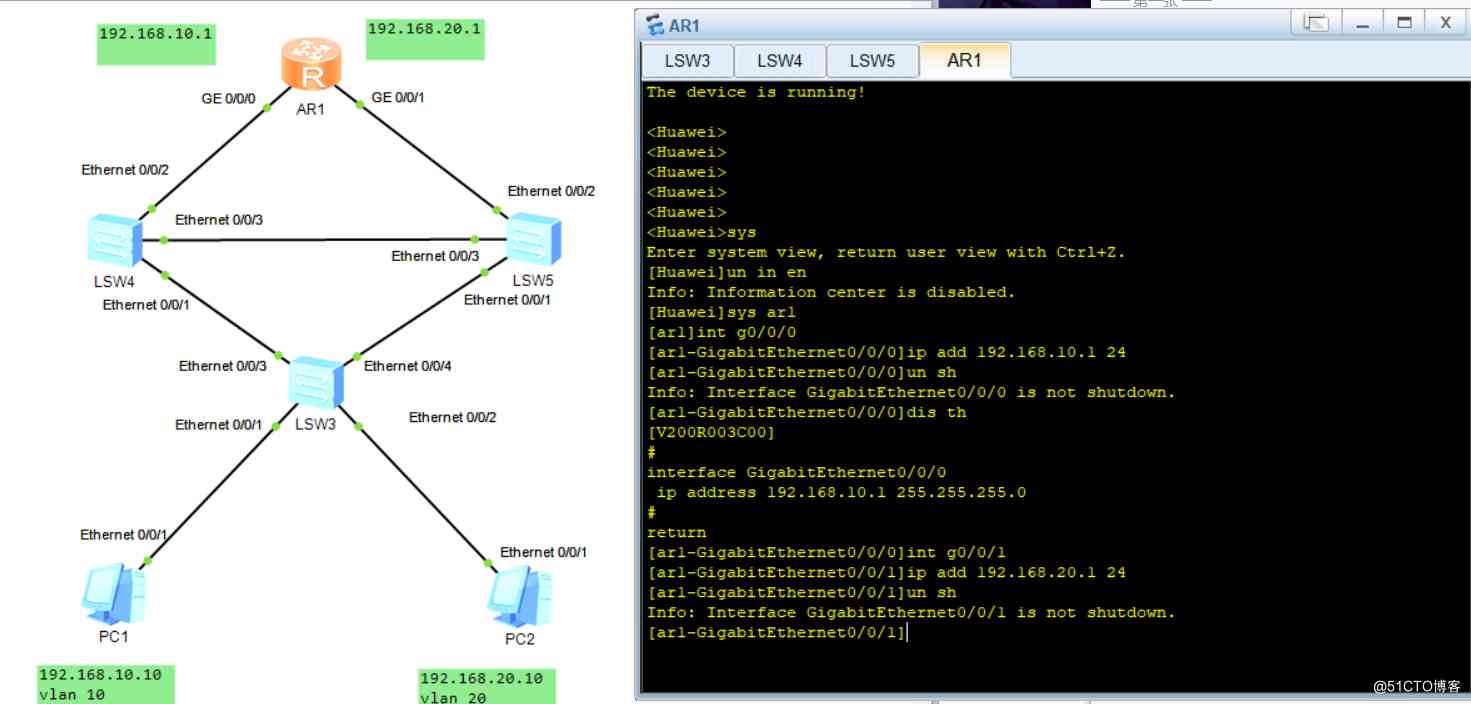 第一张
192.168.10.1
192.168.20.1
R
AR1
GE 0/0/0
GE 0/0/1
Ethernet 0/0/2
Ethernet 0/0/2
Ethernet 0/0/3
Ethernet 0/0/3
LSW4
LSW5
Ethernet 0/0/1
Ethernet 0/0/1
Ethernet 0/0/3
Ethernet 0/0/4
Ethernet 0/0/1
LSW3
Ethernet 0/0/2
Ethernet 0/0/1
Ethernet 0/0/1
PC1
PC2
192.168.10.10
vlan 10
192.168.20.10
vlan 20
AR1
LSW3
LSW4
LSW5
AR1
The device is running!
<Huawei>
<Huawei>
<Huawei>
<Huawei>
<Huawei>
<Huawei>sys
Enter system view, return user view with Ctrl+Z.
[Huawei]un in en
Info: Information center is disabled.
[Huawei]sys ar1
[ar1]int g0/0/0
[ar1-GigabitEthernet0/0/0]ip add 192.168.10.1 24
[ar1-GigabitEthernet0/0/0]un sh
Info: Interface GigabitEthernet0/0/0 is not shutdown.
[ar1-GigabitEthernet0/0/0]dis th
[V200R003C00]
#
interface GigabitEthernet0/0/0
 ip address 192.168.10.1 255.255.255.0
#
return
[ar1-GigabitEthernet0/0/0]int g0/0/1
[ar1-GigabitEthernet0/0/1]ip add 192.168.20.1 24
[ar1-GigabitEthernet0/0/1]un sh
Info: Interface GigabitEthernet0/0/1 is not shutdown.
[ar1-GigabitEthernet0/0/1]
@51CTO博客